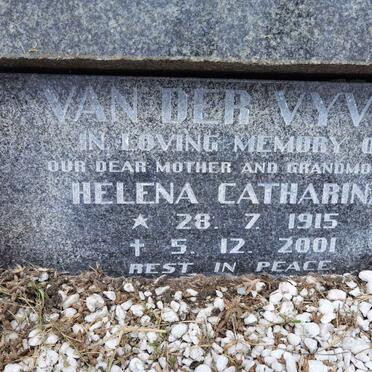 VAN DER VYV
IN LOVING MEMORY O
OUR DEAR MOTHER AND GRANDMO
HELENA CATHARINA
★ 28. 7. 1915
✝ 5. 12. 2001
REST IN PEACE